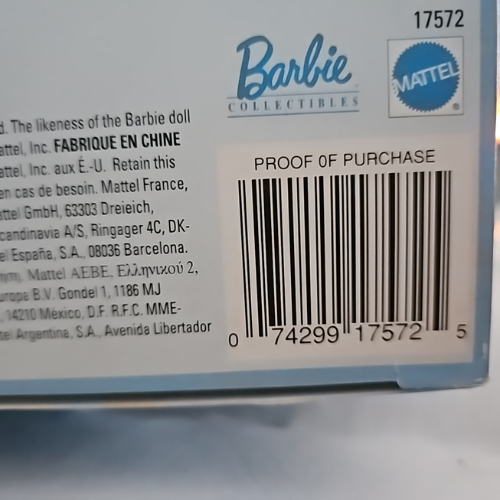 17572
Barbie
COLLECTIBLES
MATTEL
®
d. The likeness of the Barbie doll
attel, Inc. FABRIQUE EN CHINE
attel, Inc. aux É.-U. Retain this
en cas de besoin. Mattel France,
attel GmbH, 63303 Dreieich,
candinavia A/S, Ringager 4C, DK-
el España, S.A., 08036 Barcelona.
Mattel AEBE, Ελληνικού 2,
uropa B.V. Gondel 1, 1186 MJ
, 14210 México, D.F. R.F.C. MME-
tel Argentina, S.A., Avenida Libertador
PROOF OF PURCHASE
0 74299 17572 5